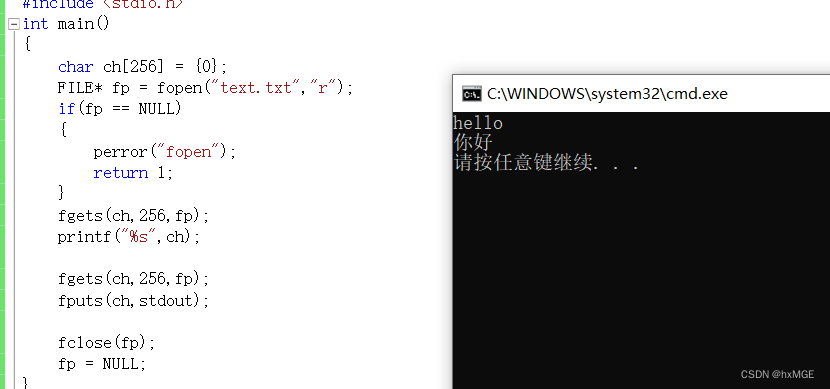 #include <stdio.h>
int main()
{
char ch[256] = {0};
FILE* fp = fopen("text.txt","r");
if(fp == NULL)
{
perror("fopen");
return 1;
}
fgets(ch,256,fp);
printf("%s",ch);
fgets(ch,256,fp);
fputs(ch,stdout);
fclose(fp);
fp = NULL;
}
C:\WINDOWS\system32\cmd.exe
hello
你好
请按任意键继续. . .
CSDN @hxMGE